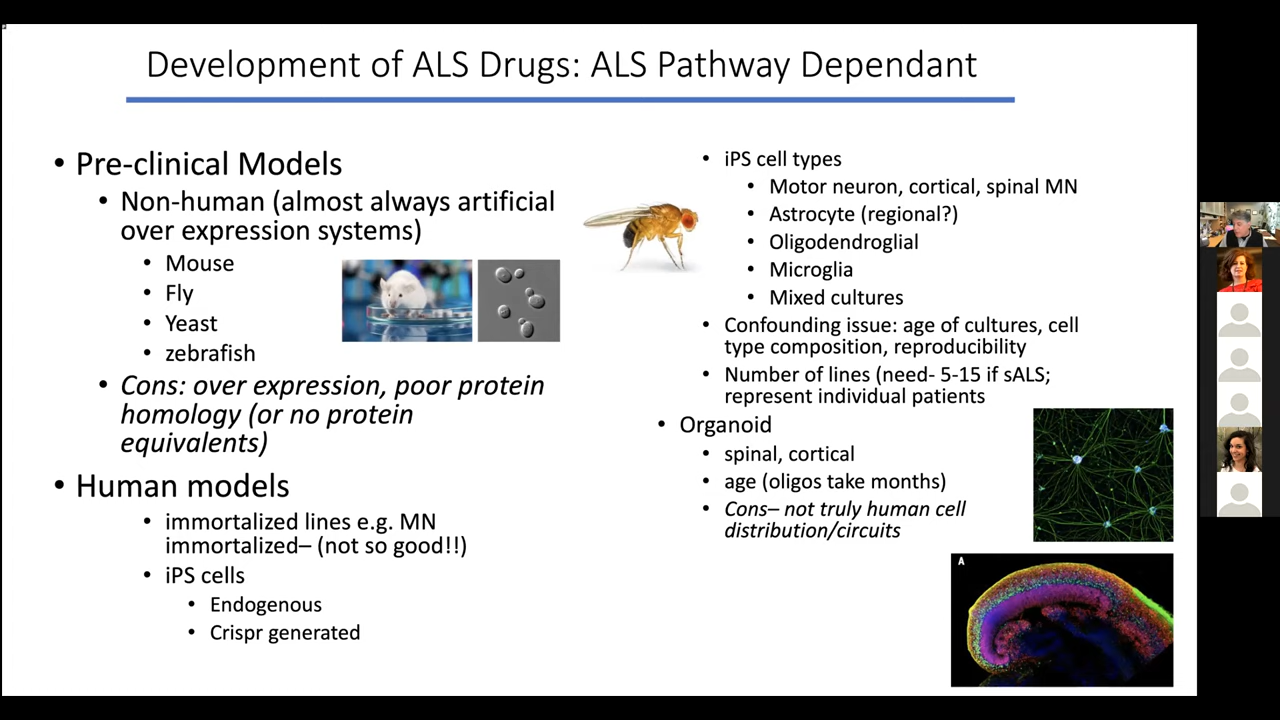 Development of ALS Drugs: ALS Pathway Dependant
• Pre-clinical Models
• Non-human (almost always artificial
over expression systems)
• Mouse
• Fly
• Yeast
• zebrafish
• Cons: over expression, poor protein
homology (or no protein
equivalents)
• Human models
• immortalized lines e.g. MN
immortalized– (not so good!!)
• iPS cells
• Endogenous
• Crispr generated
• iPS cell types
• Motor neuron, cortical, spinal MN
• Astrocyte (regional?)
• Oligodendroglial
• Microglia
• Mixed cultures
• Confounding issue: age of cultures, cell
type composition, reproducibility
• Number of lines (need- 5-15 if sALS;
represent individual patients
• Organoid
• spinal, cortical
• age (oligos take months)
• Cons– not truly human cell
distribution/circuits
A